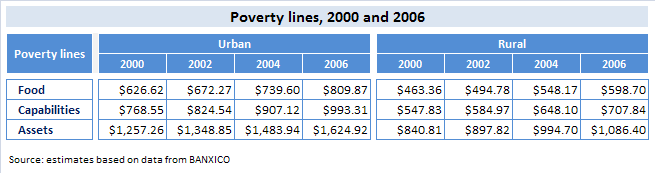 Poverty lines, 2000 and 2006
Poverty lines Urban Rural
2000 2002 2004 2006 2000 2002 2004 2006
Food $626.62 $672.27 $739.60 $809.87 $463.36 $494.78 $548.17 $598.70
Capabilities $768.55 $824.54 $907.12 $993.31 $547.83 $584.97 $648.10 $707.84
Assets $1,257.26 $1,348.85 $1,483.94 $1,624.92 $840.81 $897.82 $994.70 $1,086.40
Source: estimates based on data from BANXICO